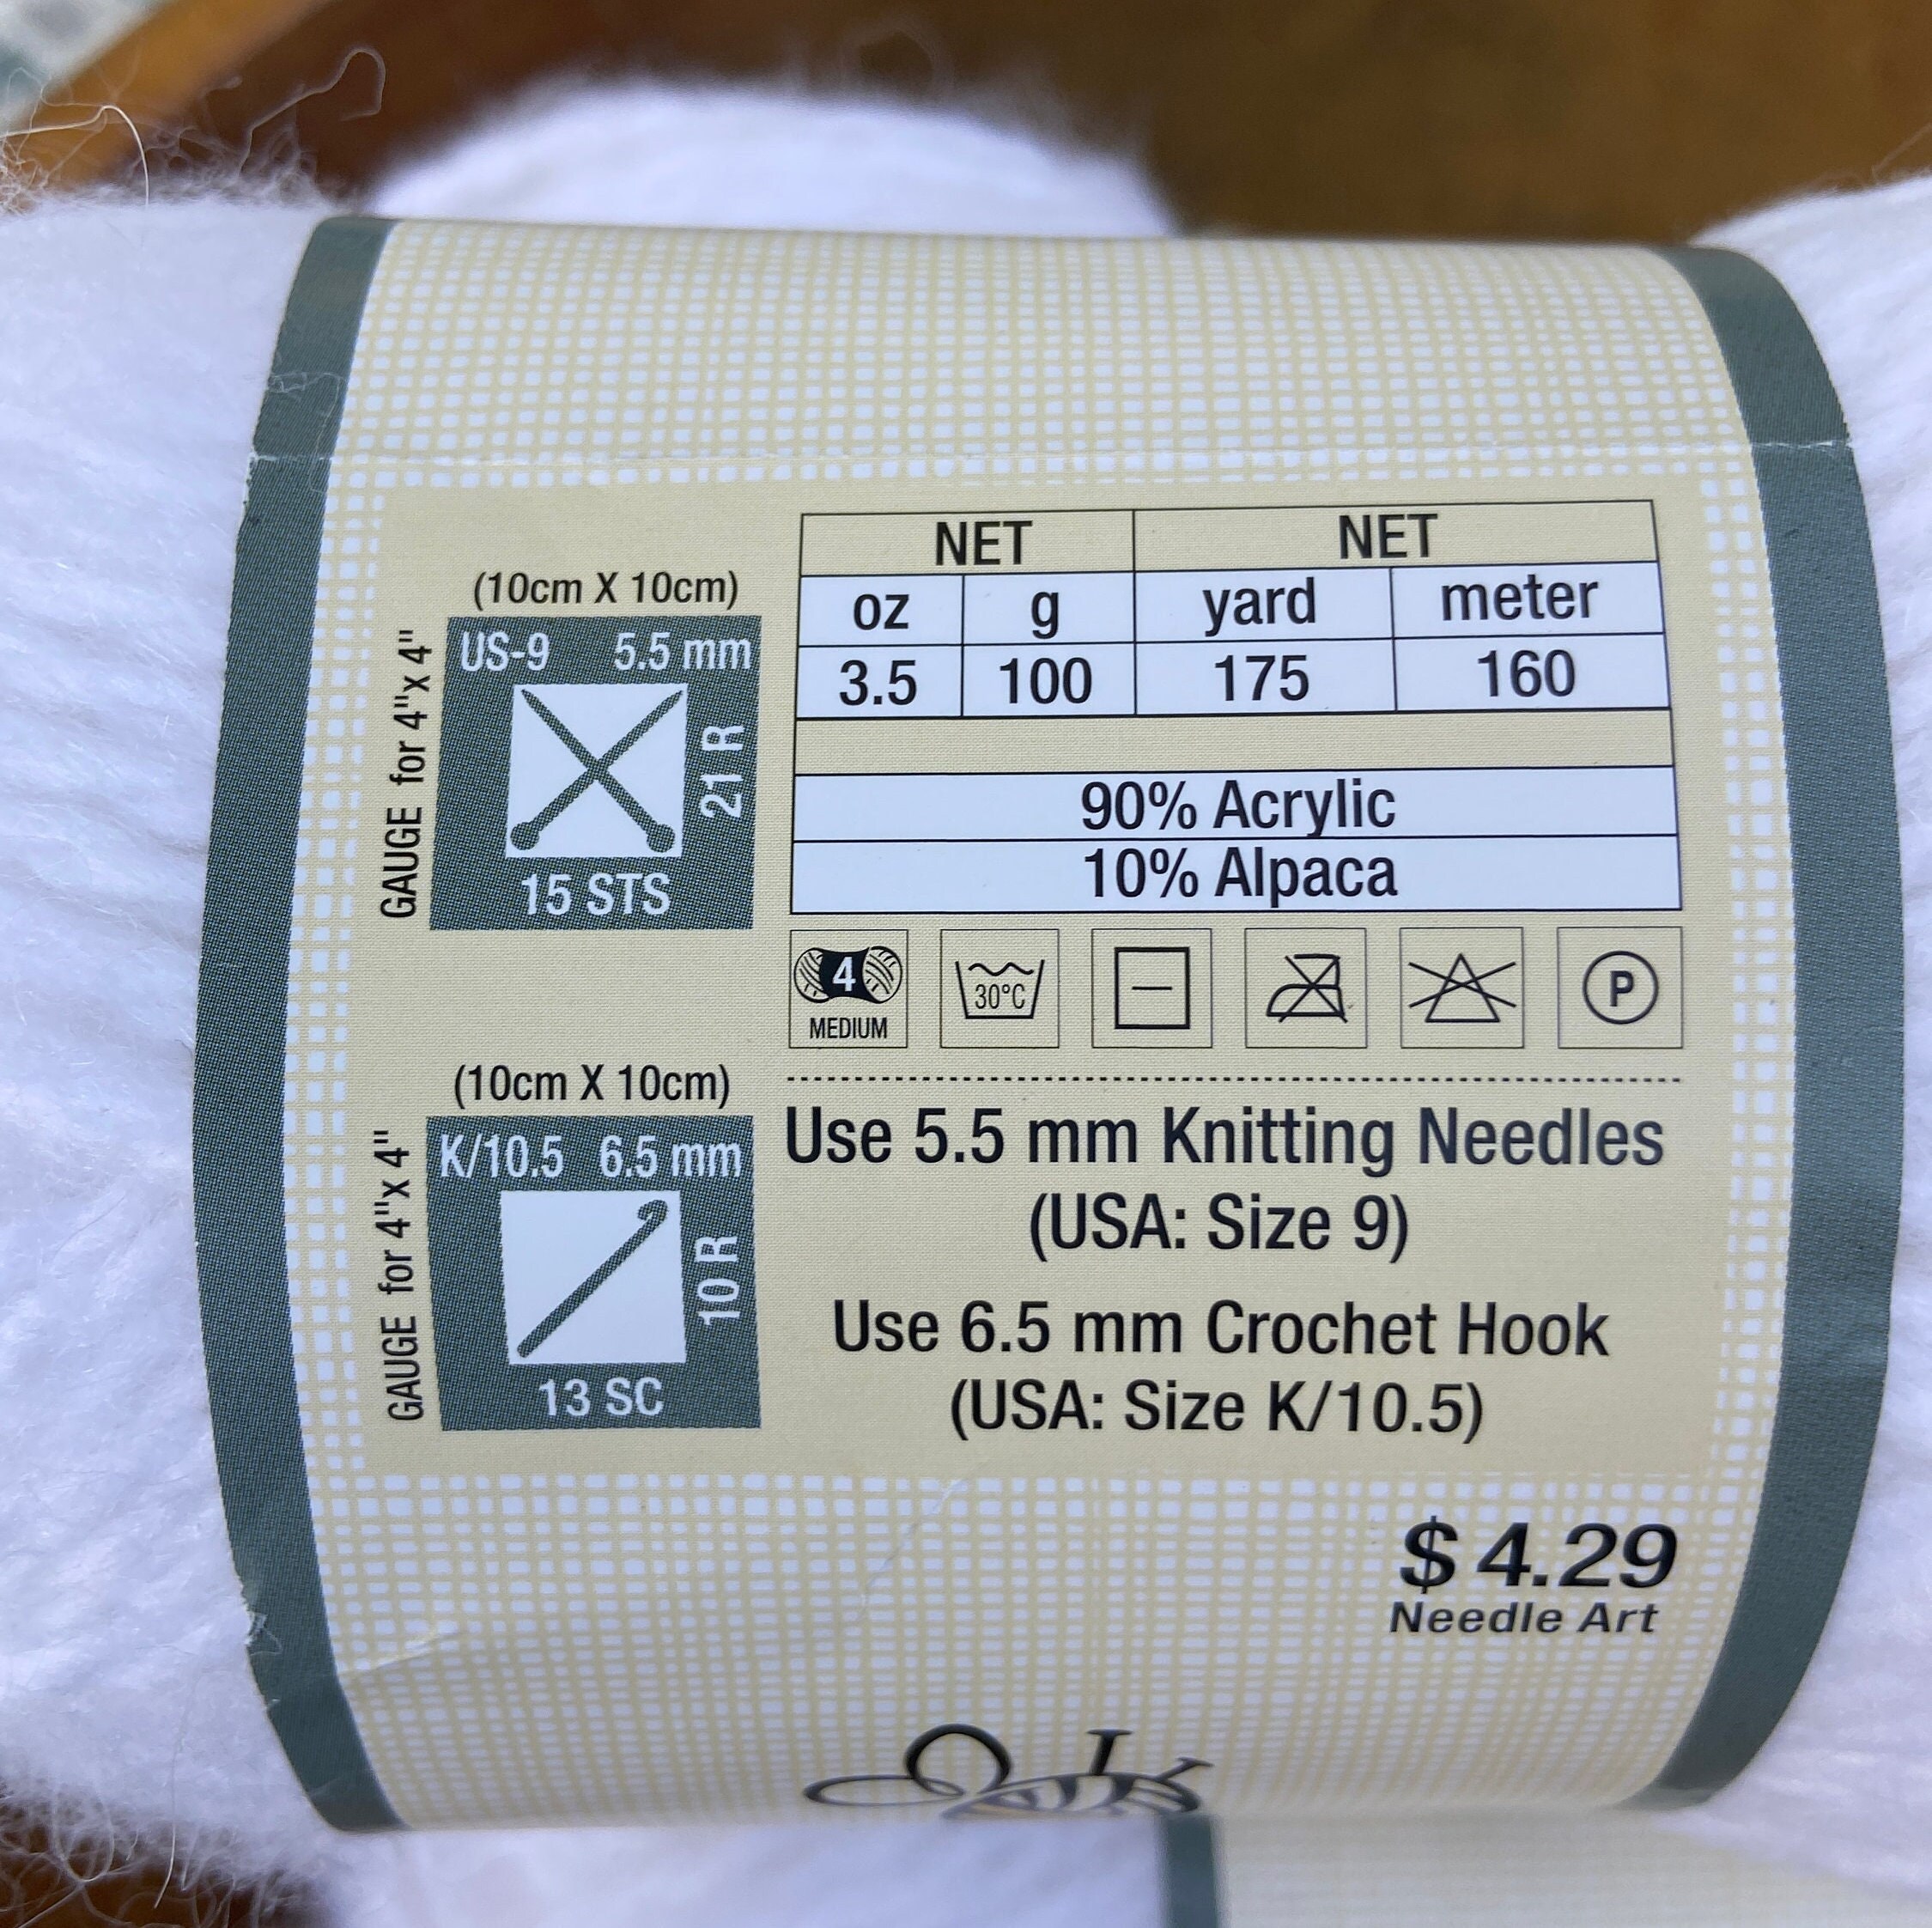 (10cm X 10cm)
GAUGE for 4"x 4"
US-9 5.5 mm
21 R
15 STS
NET NET
oz g yard meter
3.5 100 175 160
90% Acrylic
10% Alpaca
4
MEDIUM
30°C
P
(10cm X 10cm)
GAUGE for 4"x 4"
K/10.5 6.5 mm
10 R
13 SC
Use 5.5 mm Knitting Needles
(USA: Size 9)
Use 6.5 mm Crochet Hook
(USA: Size K/10.5)
$ 4.29
Needle Art